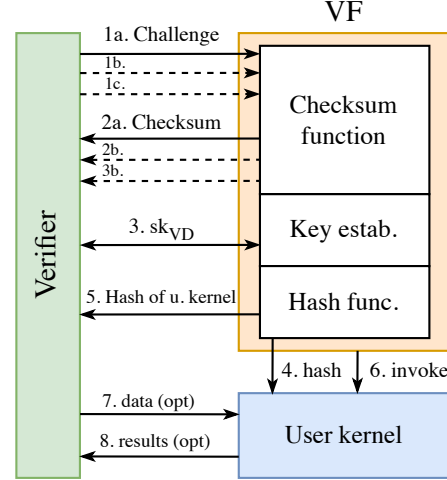 VF
1a. Challenge
1b.
1c.
Checksum
function
2a. Checksum
2b.
3b.
Verifier
3. skVD
Key estab.
5. Hash of u. kernel
Hash func.
4. hash
6. invoke
7. data (opt)
User kernel
8. results (opt)